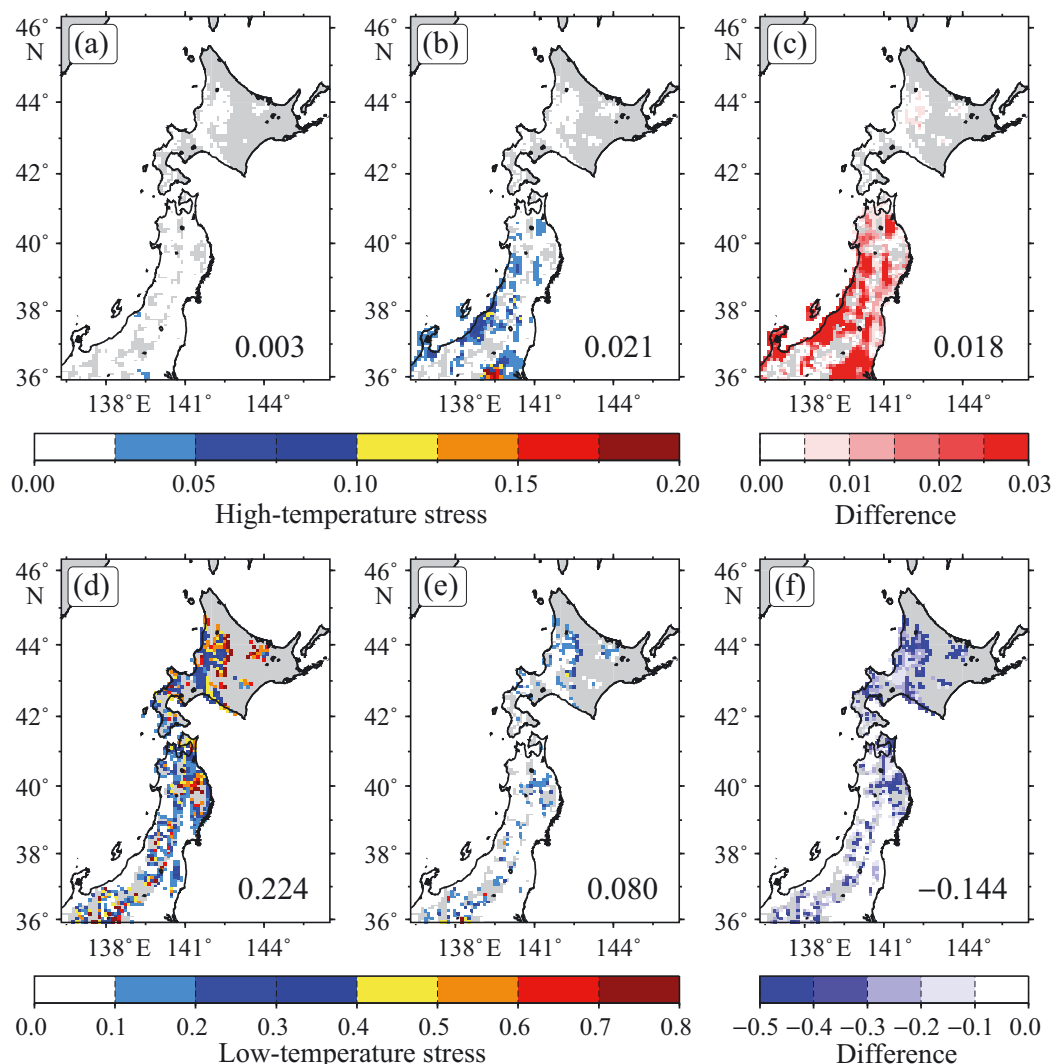 (a) (b) (c)
46° N 44° 42° 40° 38° 36°
46° N 44° 42° 40° 38° 36°
46° N 44° 42° 40° 38° 36°
0.003 0.021 0.018
138° E 141° 144° 138° E 141° 144° 138° E 141° 144°
0.00 0.05 0.10 0.15 0.20 0.00 0.01 0.02 0.03
High-temperature stress Difference
(d) (e) (f)
46° N 44° 42° 40° 38° 36°
46° N 44° 42° 40° 38° 36°
46° N 44° 42° 40° 38° 36°
0.224 0.080 −0.144
138° E 141° 144° 138° E 141° 144° 138° E 141° 144°
0.0 0.1 0.2 0.3 0.4 0.5 0.6 0.7 0.8 −0.5 −0.4 −0.3 −0.2 −0.1 0.0
Low-temperature stress Difference